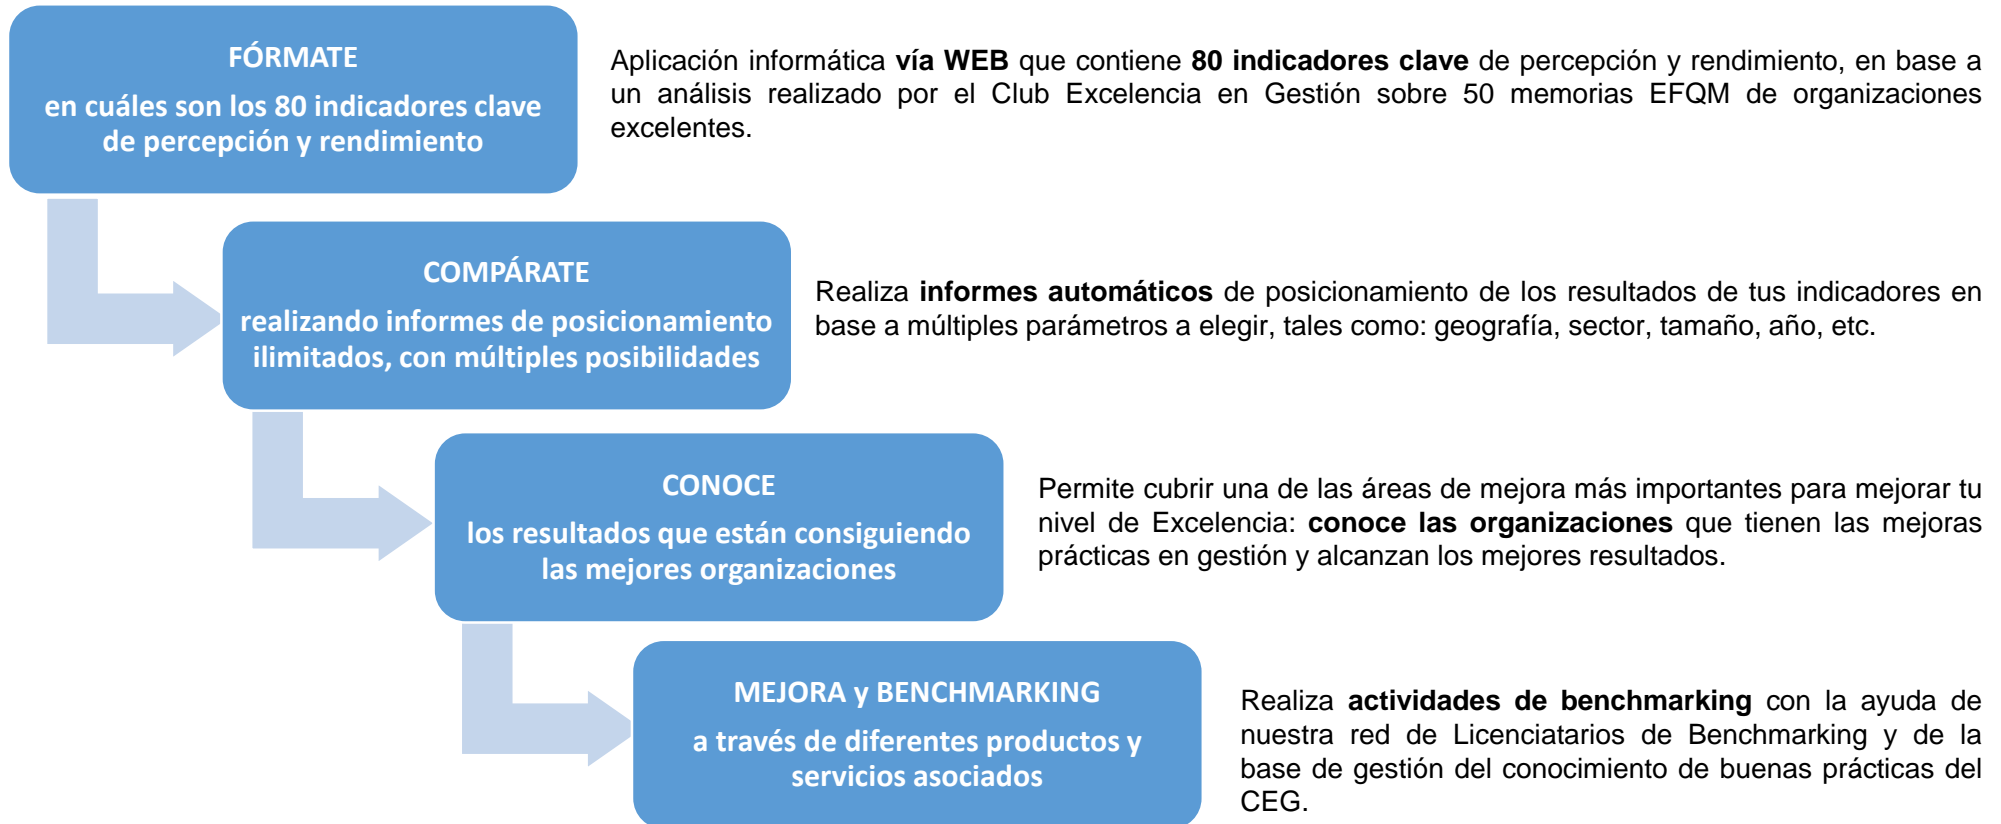 FÓRMATE
en cuáles son los 80 indicadores clave
de percepción y rendimiento
Aplicación informática vía WEB que contiene 80 indicadores clave de percepción y rendimiento, en base a
un análisis realizado por el Club Excelencia en Gestión sobre 50 memorias EFQM de organizaciones
excelentes.
COMPÁRATE
realizando informes de posicionamiento
ilimitados, con múltiples posibilidades
Realiza informes automáticos de posicionamiento de los resultados de tus indicadores en
base a múltiples parámetros a elegir, tales como: geografía, sector, tamaño, año, etc.
CONOCE
los resultados que están consiguiendo
las mejores organizaciones
Permite cubrir una de las áreas de mejora más importantes para mejorar tu
nivel de Excelencia: conoce las organizaciones que tienen las mejoras
prácticas en gestión y alcanzan los mejores resultados.
MEJORA y BENCHMARKING
a través de diferentes productos y
servicios asociados
Realiza actividades de benchmarking con la ayuda de
nuestra red de Licenciatarios de Benchmarking y de la
base de gestión del conocimiento de buenas prácticas del
CEG.